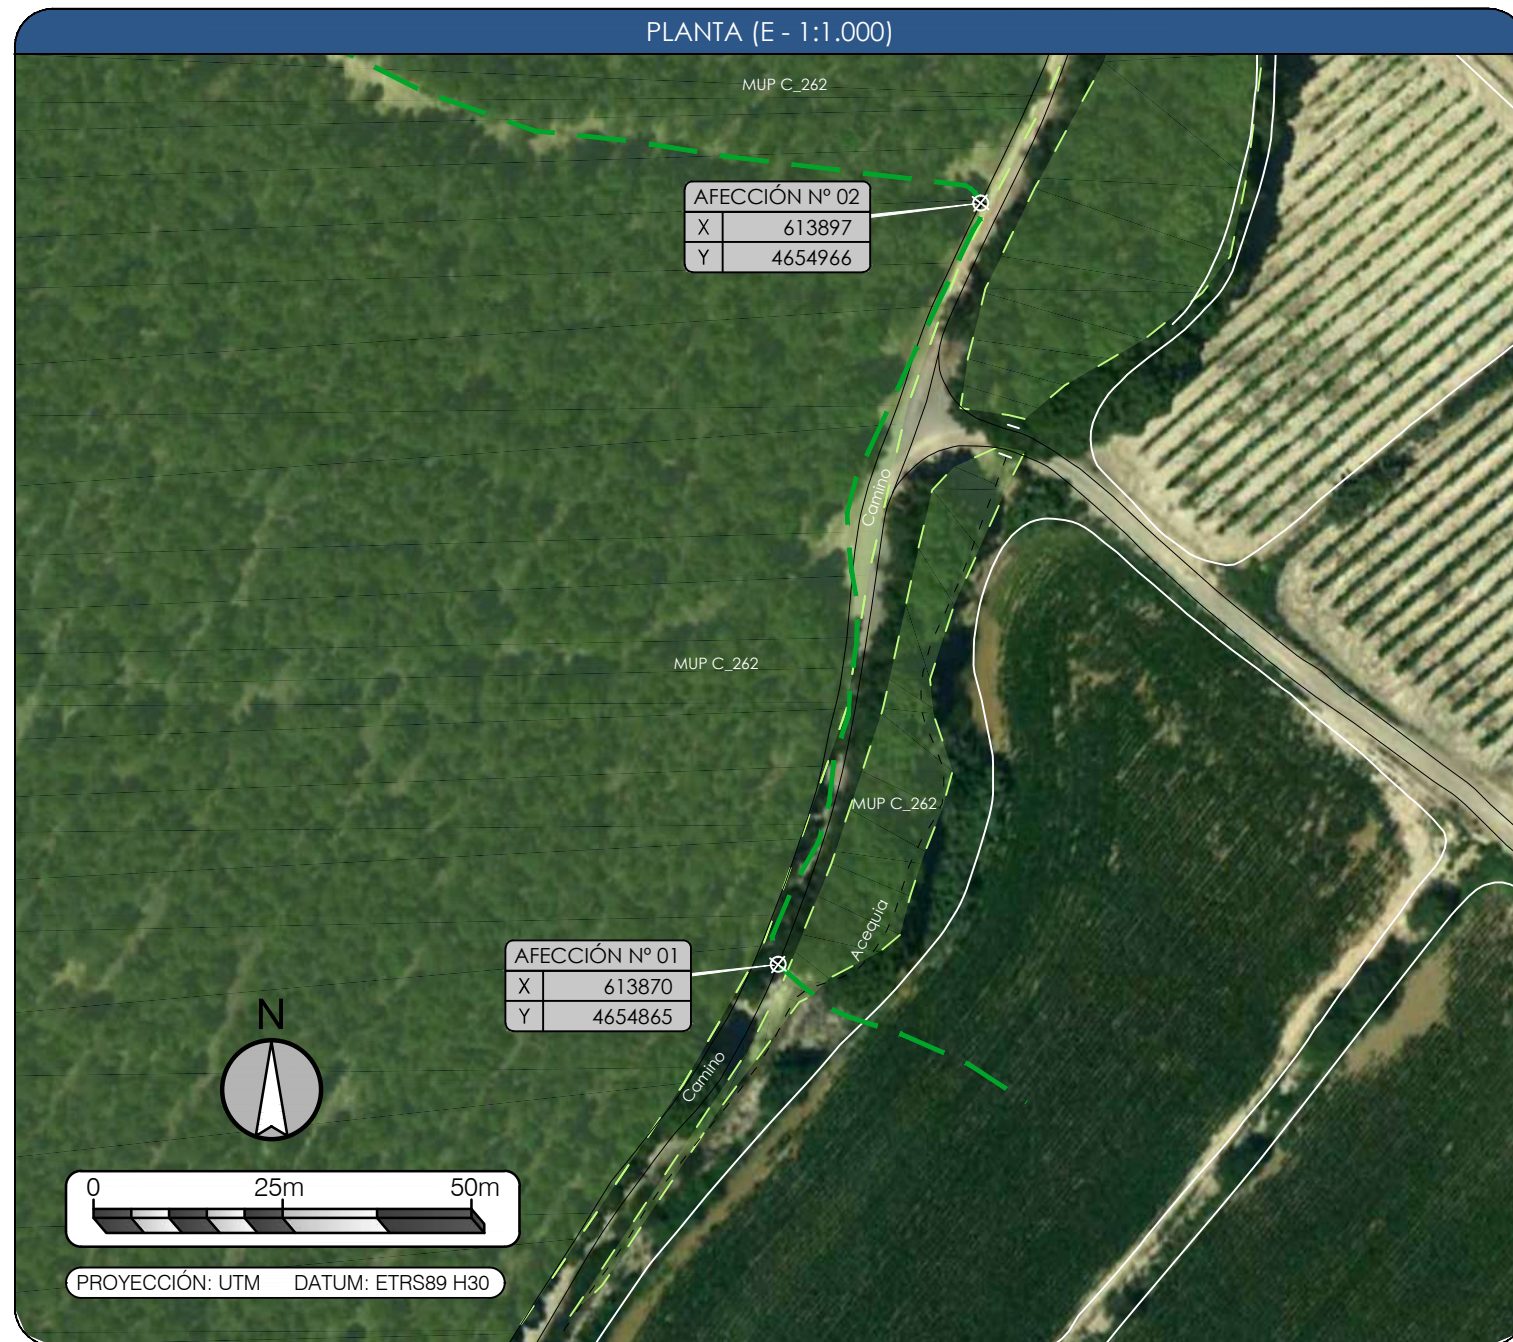 PLANTA (E - 1:1.000)
MUP C_262
AFECCIÓN Nº 02
X 613897
Y 4654966
Camino
MUP C_262
MUP C_262
Acequia
AFECCIÓN Nº 01
X 613870
Y 4654865
N
Camino
0 25m 50m
PROYECCIÓN: UTM DATUM: ETRS89 H30